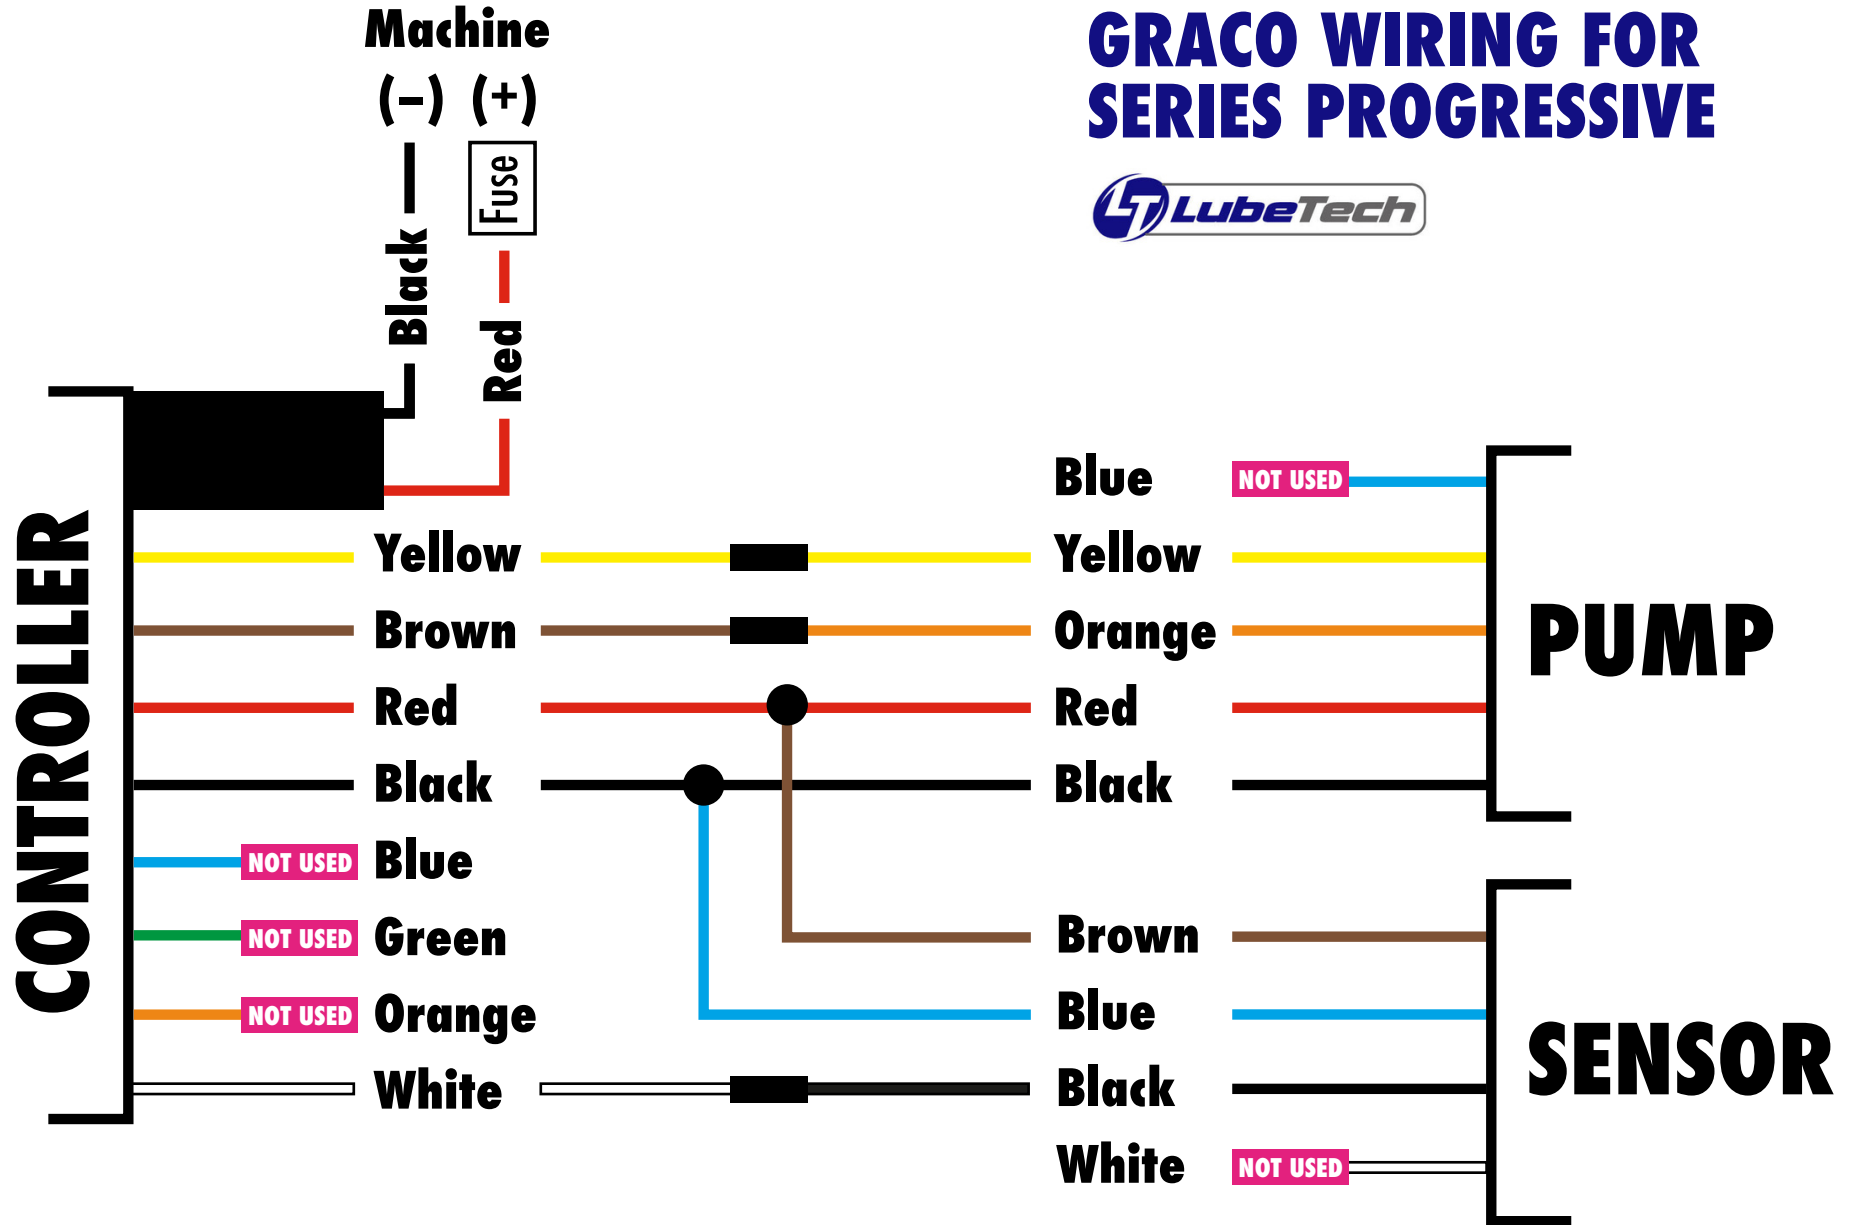 Machine
(-) (+)
GRACO WIRING FOR
SERIES PROGRESSIVE
LT LubeTech
Fuse
Black
Red
CONTROLLER
Blue NOT USED
Yellow Yellow
Brown Orange
Red Red
Black Black
PUMP
NOT USED Blue
NOT USED Green
NOT USED Orange
White
Brown
Blue
Black
White NOT USED
SENSOR